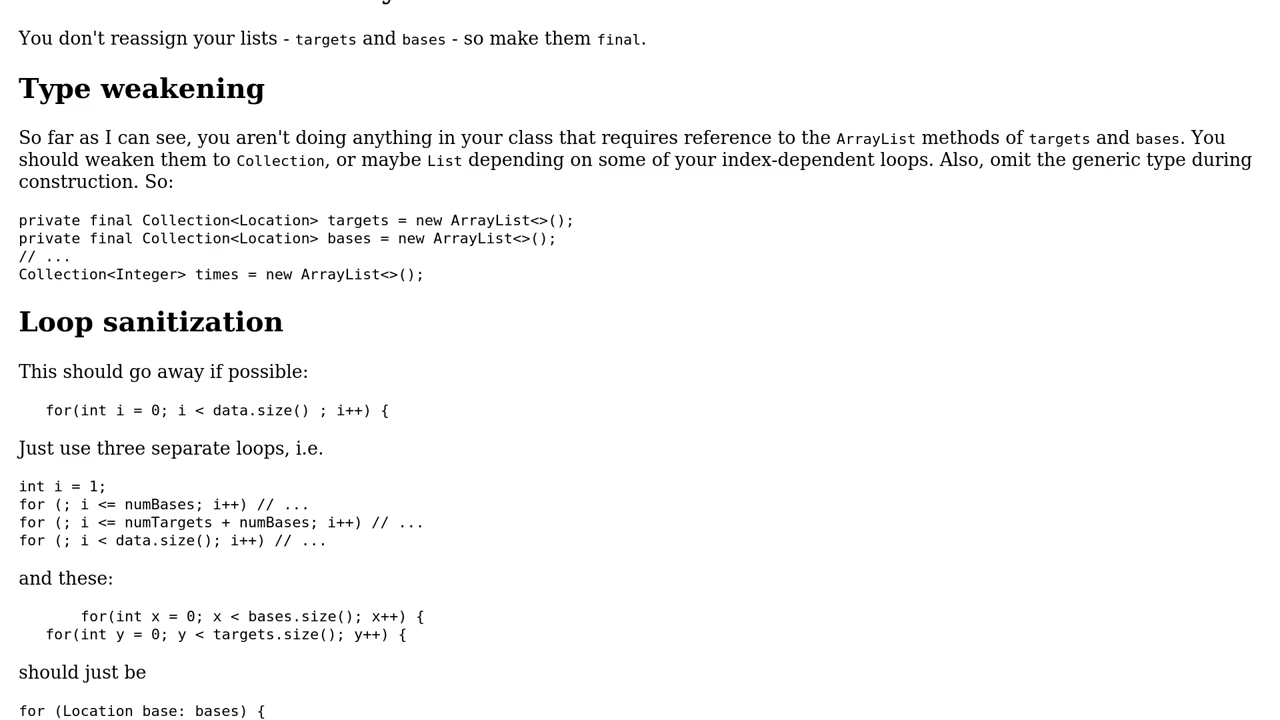 You don't reassign your lists - targets and bases - so make them final.
Type weakening
So far as I can see, you aren't doing anything in your class that requires reference to the ArrayList methods of targets and bases. You
should weaken them to Collection, or maybe List depending on some of your index-dependent loops. Also, omit the generic type during
construction. So:
private final Collection<Location> targets = new ArrayList<>();
private final Collection<Location> bases = new ArrayList<>();
// ...
Collection<Integer> times = new ArrayList<>();
Loop sanitization
This should go away if possible:
for(int i = 0; i < data.size() ; i++) {
Just use three separate loops, i.e.
int i = 1;
for (; i <= numBases; i++) // ...
for (; i <= numTargets + numBases; i++) // ...
for (; i < data.size(); i++) // ...
and these:
for(int x = 0; x < bases.size(); x++) {
for(int y = 0; y < targets.size(); y++) {
should just be
for (Location base: bases) {